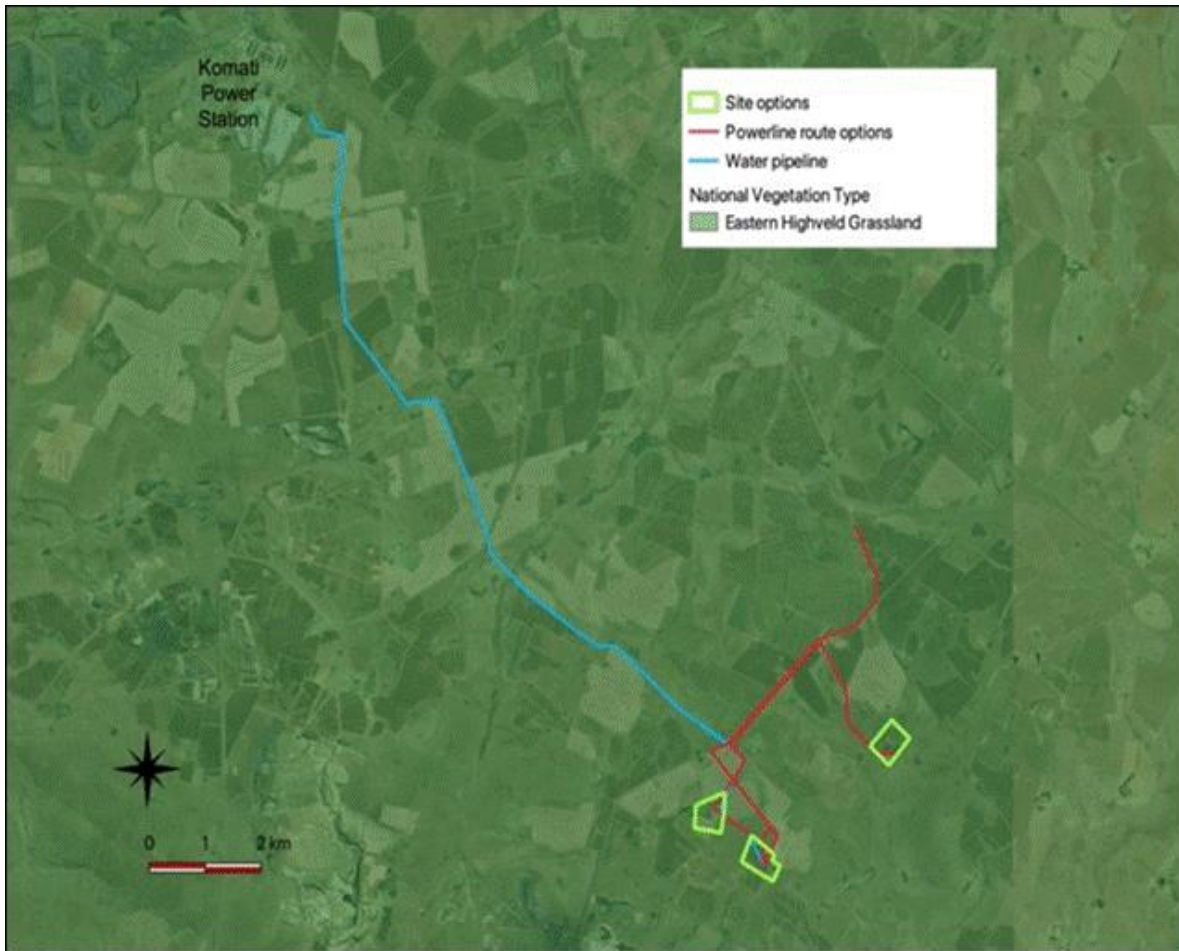 Komati
Power
Station
Site options
Powerline route options
Water pipeline
National Vegetation Type
Eastern Highveld Grassland
0 1 2 km